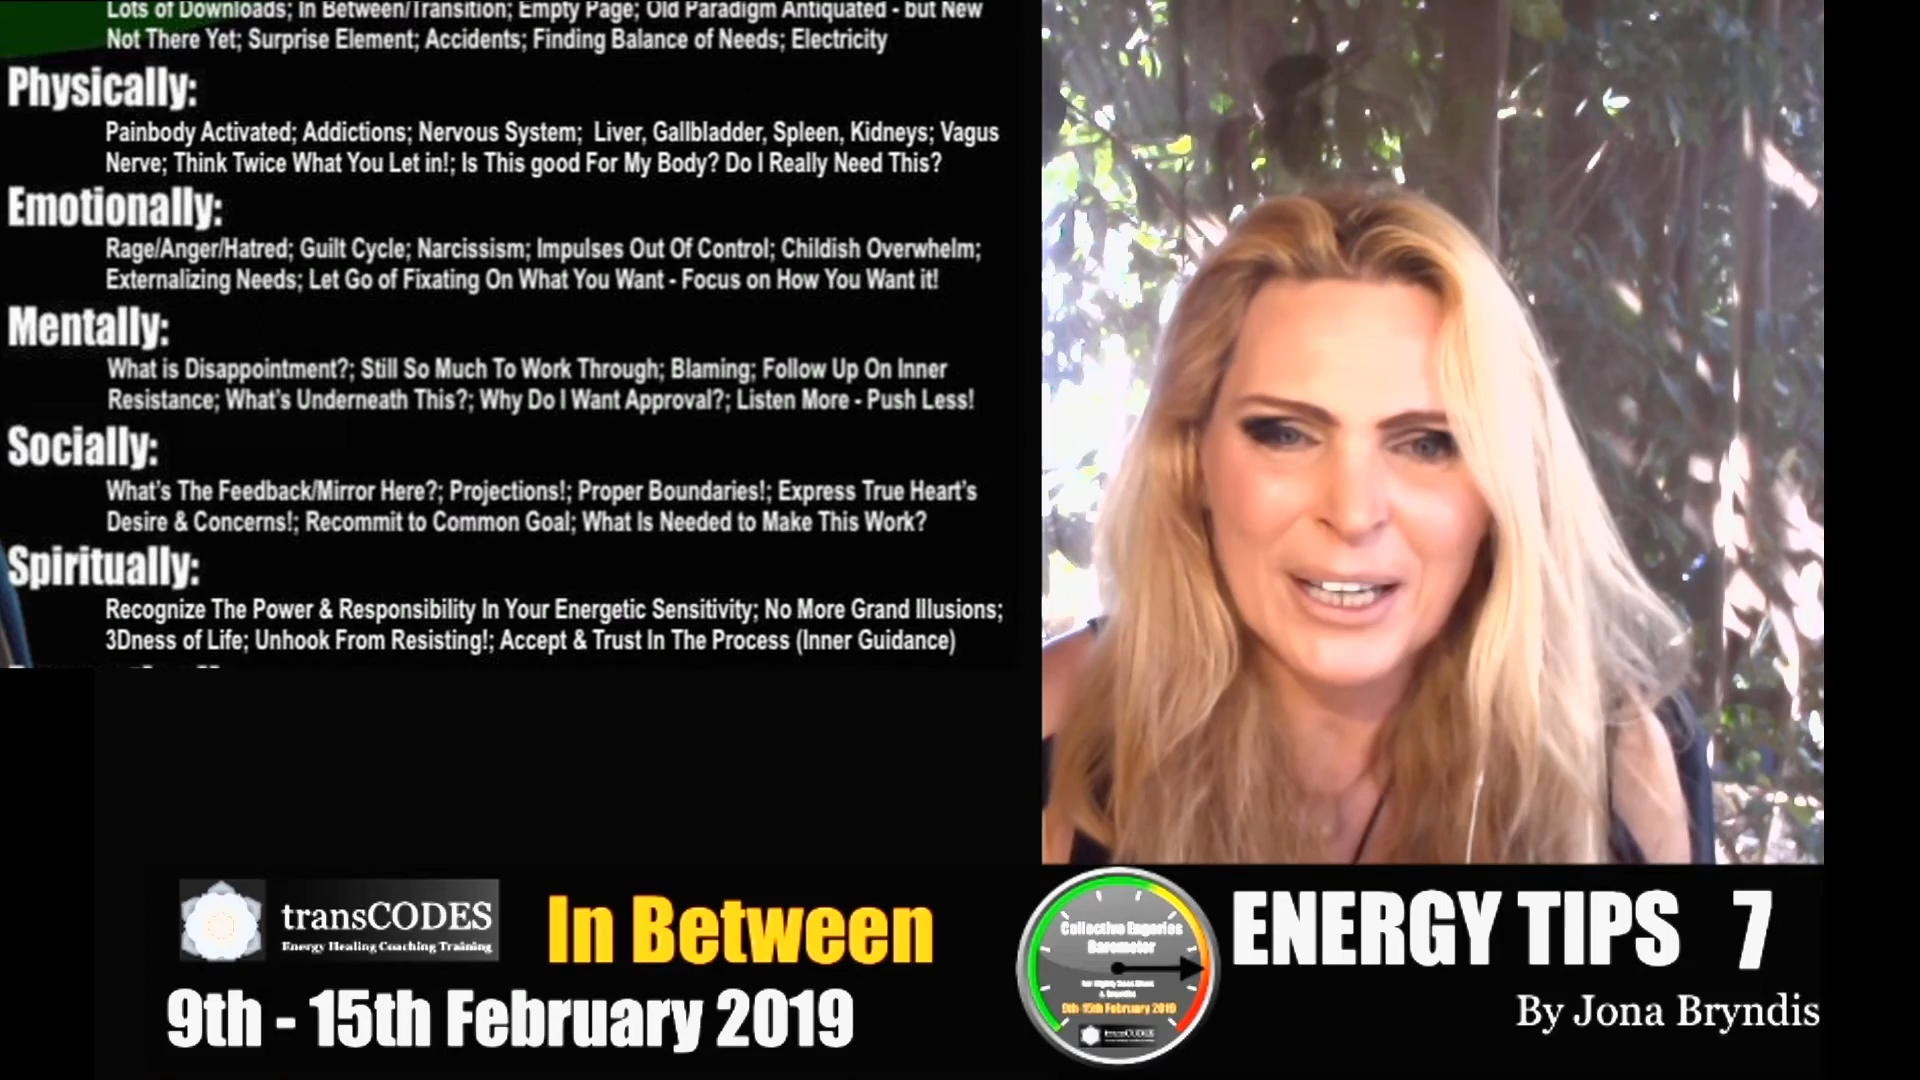 Lots of Downloads; In Between/Transition; Empty Page; Old Paradigm Antiquated - but New
Not There Yet; Surprise Element; Accidents; Finding Balance of Needs; Electricity
Physically:
Painbody Activated; Addictions; Nervous System; Liver, Gallbladder, Spleen, Kidneys; Vagus
Nerve; Think Twice What You Let in!; Is This good For My Body? Do I Really Need This?
Emotionally:
Rage/Anger/Hatred; Guilt Cycle; Narcissism; Impulses Out Of Control; Childish Overwhelm;
Externalizing Needs; Let Go of Fixating On What You Want - Focus on How You Want it!
Mentally:
What is Disappointment?; Still So Much To Work Through; Blaming; Follow Up On Inner
Resistance; What's Underneath This?; Why Do I Want Approval?; Listen More - Push Less!
Socially:
What's The Feedback/Mirror Here?; Projections!; Proper Boundaries!; Express True Heart's
Desire & Concerns!; Recommit to Common Goal; What Is Needed to Make This Work?
Spiritually:
Recognize The Power & Responsibility In Your Energetic Sensitivity; No More Grand Illusions;
3Dness of Life; Unhook From Resisting!; Accept & Trust In The Process (Inner Guidance)
transCODES
Energy Healing Coaching Training
In Between
9th - 15th February 2019
Collective Engeries
Barometer
9th-15th February 2019
transCODES
ENERGY TIPS 7
By Jona Bryndis